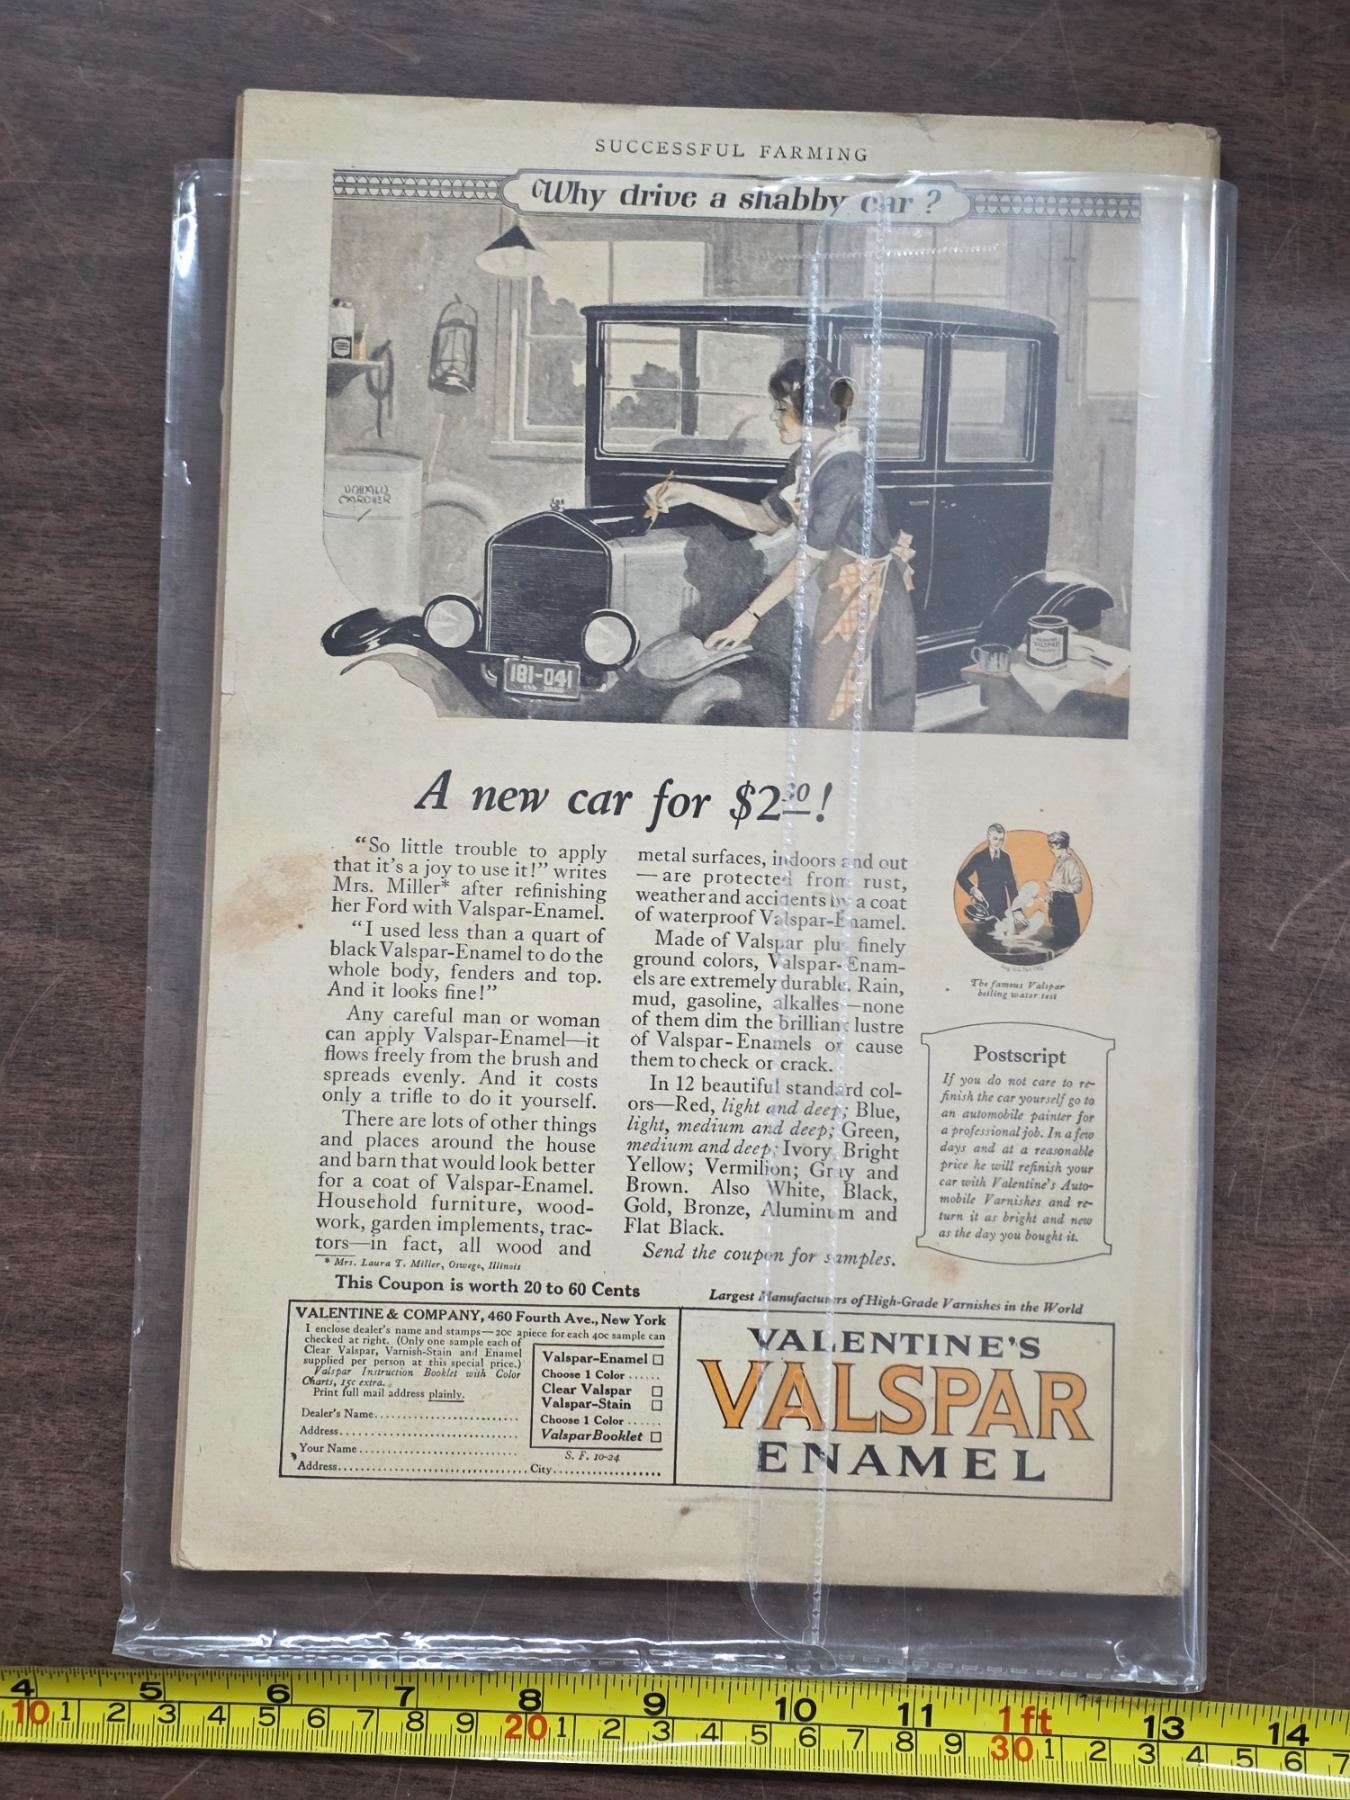 SUCCESSFUL FARMING
Why drive a shabby car?
181-041
VALSPAR
A new car for $2.50!
"So little trouble to apply
that it's a joy to use it!" writes
Mrs. Miller* after refinishing
her Ford with Valspar-Enamel.
"I used less than a quart of
black Valspar-Enamel to do the
whole body, fenders and top.
And it looks fine!"
Any careful man or woman
can apply Valspar-Enamel—it
flows freely from the brush and
spreads evenly. And it costs
only a trifle to do it yourself.
There are lots of other things
and places around the house
and barn that would look better
for a coat of Valspar-Enamel.
Household furniture, wood-
work, garden implements, trac-
tors—in fact, all wood and
* Mrs. Laura T. Miller, Oswego, Illinois
metal surfaces, indoors and out
—are protected from rust,
weather and accidents by a coat
of waterproof Valspar-Enamel.
Made of Valspar plus finely
ground colors, Valspar-Enam-
els are extremely durable. Rain,
mud, gasoline, alkalies—none
of them dim the brilliant lustre
of Valspar-Enamels or cause
them to check or crack.
In 12 beautiful standard col-
ors—Red, light and deep; Blue,
light, medium and deep; Green,
medium and deep; Ivory, Bright
Yellow; Vermilion; Gray and
Brown. Also White, Black,
Gold, Bronze, Aluminum and
Flat Black.
Send the coupon for samples.
The famous Valspar
boiling water test
Postscript
If you do not care to re-
finish the car yourself go to
an automobile painter for
a professional job. In a few
days and at a reasonable
price he will refinish your
car with Valentine's Auto-
mobile Varnishes and re-
turn it as bright and new
as the day you bought it.
This Coupon is worth 20 to 60 Cents
VALENTINE & COMPANY, 460 Fourth Ave., New York
I enclose dealer's name and stamps—20c apiece for each 40c sample can
checked at right. (Only one sample each of
Clear Valspar, Varnish-Stain and Enamel
supplied per person at this special price.)
Valspar Instruction Booklet with Color
Charts, 15c extra.
Print full mail address plainly.
Dealer's Name
Address
Your Name
Address City
Valspar-Enamel □
Choose 1 Color
Clear Valspar □
Valspar-Stain □
Choose 1 Color
Valspar Booklet □
S. F. 10-24
Largest Manufacturers of High-Grade Varnishes in the World
VALENTINE'S
VALSPAR
ENAMEL
4 5 6 7 8 9 10 11 1ft 13 14
10 1 2 3 4 5 6 7 8 9 20 1 2 3 4 5 6 7 8 9 30 1 2 3 4 5 6 7